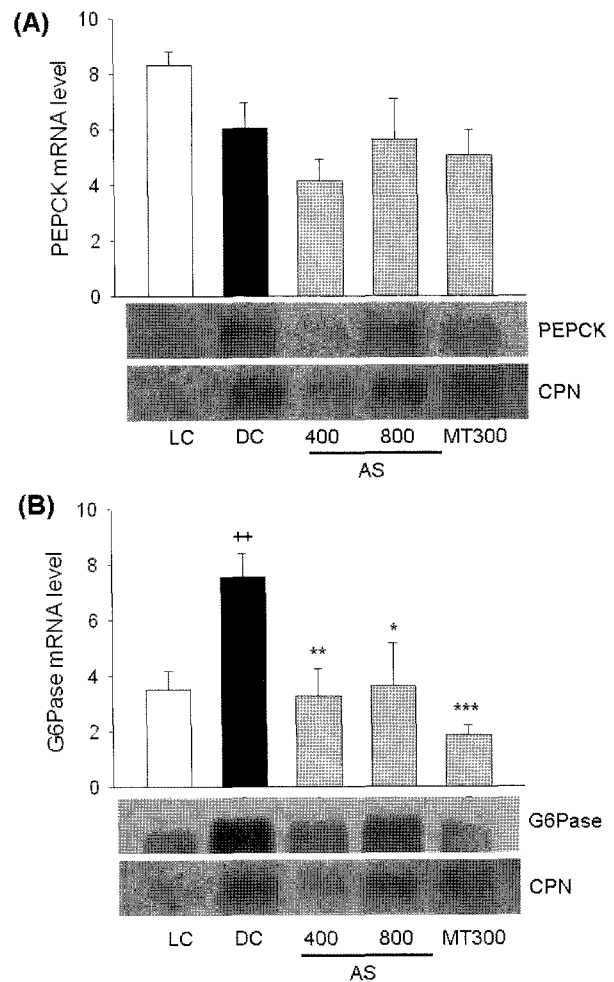 (A)
PEPCK mRNA level
10
8
6
4
2
0
PEPCK
CPN
LC DC 400 800 MT300
AS
(B)
G6Pase mRNA level
10
8
6
4
2
0
++
**
*
***
G6Pase
CPN
LC DC 400 800 MT300
AS